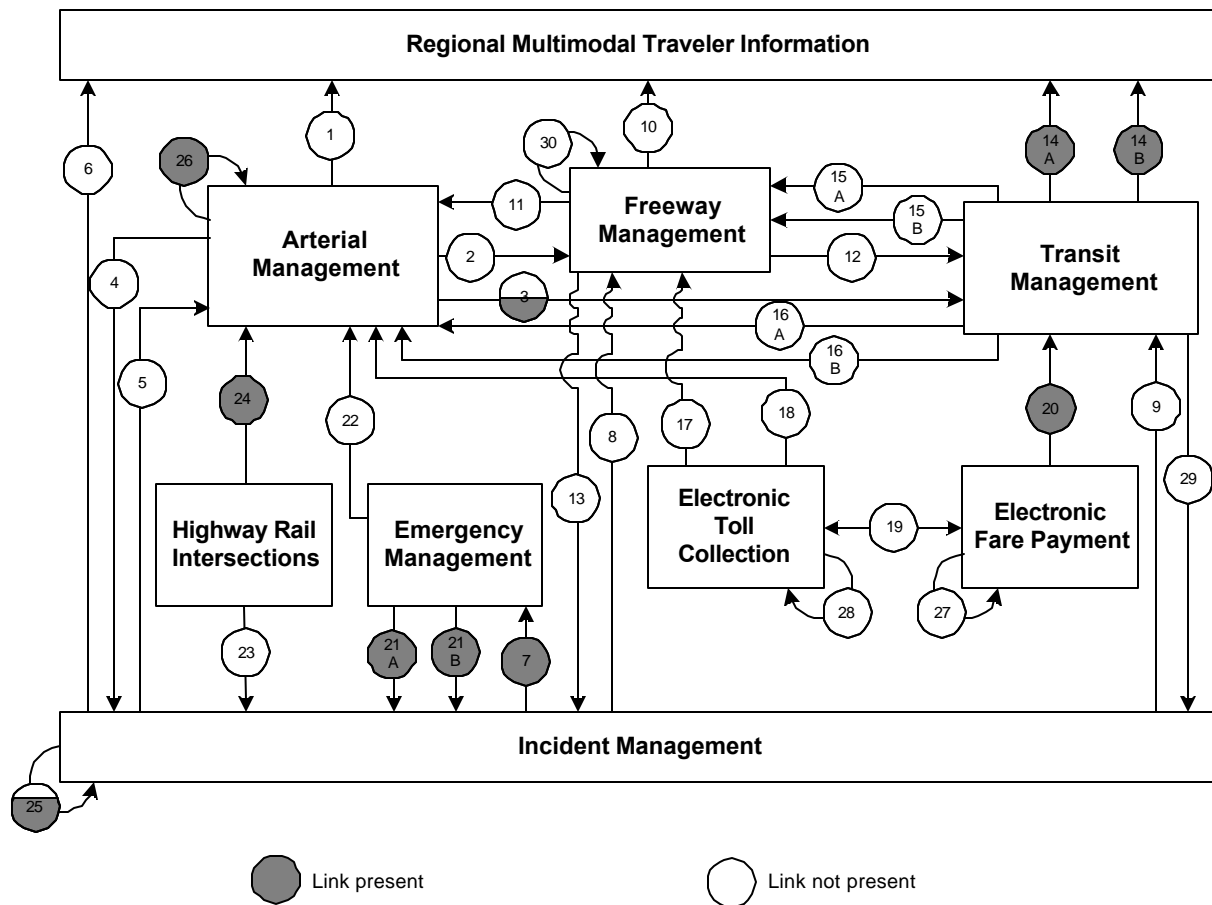 Regional Multimodal Traveler Information
6
26
1
30
10
14
A
14
B
11
15
A
15
B
Arterial
Management
Freeway
Management
Transit
Management
4
2
12
3
16
A
16
B
5
24
22
8
17
18
20
9
13
29
Highway Rail
Intersections
Emergency
Management
Electronic
Toll
Collection
19
Electronic
Fare Payment
28
27
23
21
A
21
B
7
Incident Management
25
Link present
Link not present